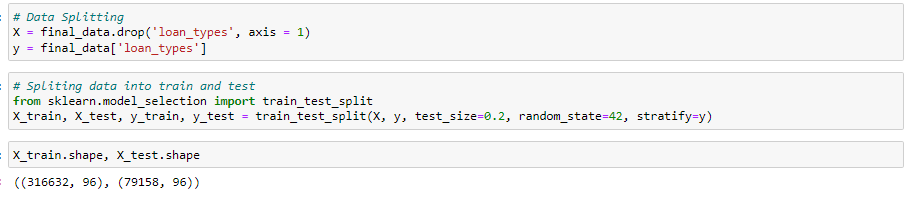 # Data Splitting
X = final_data.drop('loan_types', axis = 1)
y = final_data['loan_types']
# Spliting data into train and test
from sklearn.model_selection import train_test_split
X_train, X_test, y_train, y_test = train_test_split(X, y, test_size=0.2, random_state=42, stratify=y)
X_train.shape, X_test.shape
((316632, 96), (79158, 96))